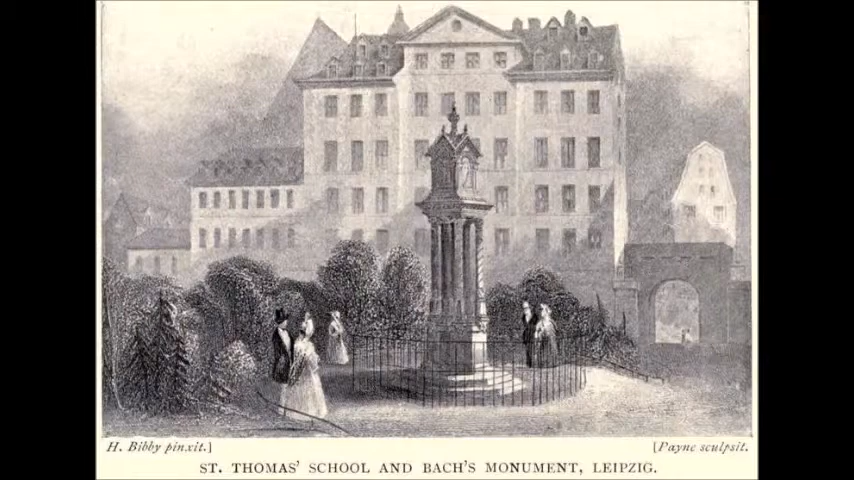 H. Bibby pinxit.] [Payne sculpsit.
ST. THOMAS' SCHOOL AND BACH'S MONUMENT, LEIPZIG.